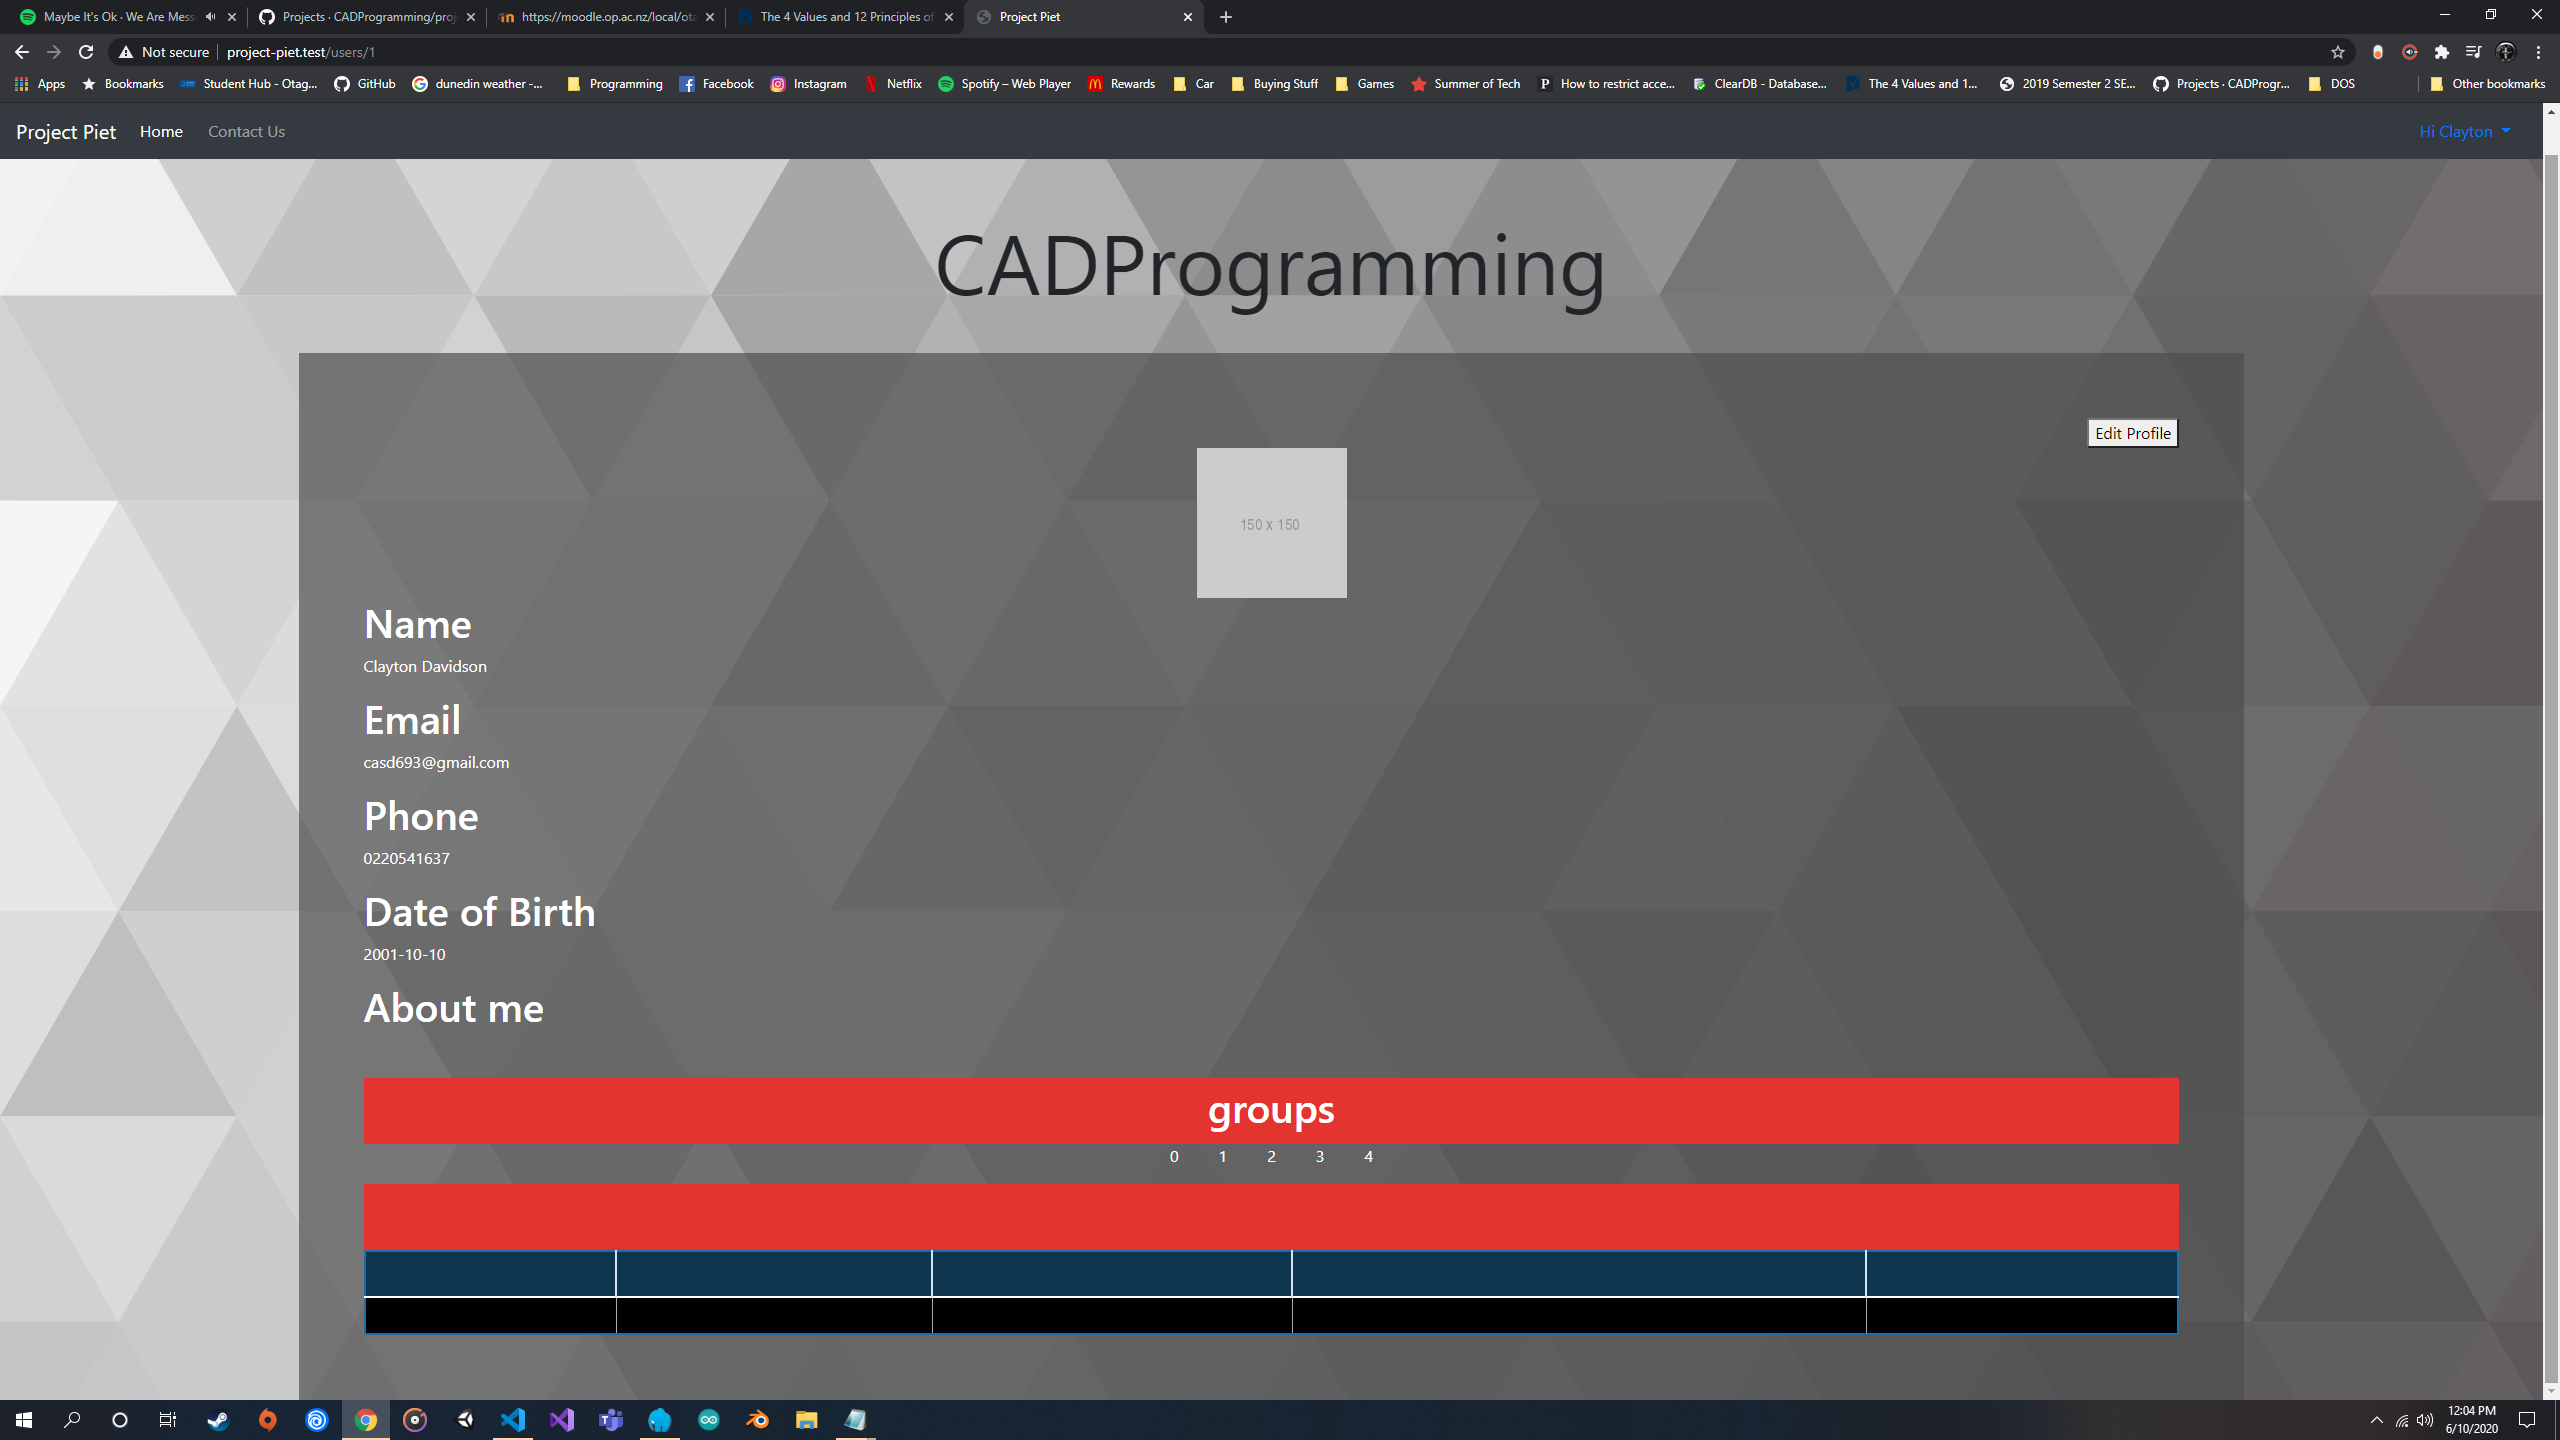 Maybe It's Ok · We Are Mess
Projects · CADProgramming/proj
https://moodle.op.ac.nz/local/ota
The 4 Values and 12 Principles of
Project Piet
Not secure project-piet.test/users/1
Apps
Bookmarks
Student Hub - Otag...
GitHub
dunedin weather -...
Programming
Facebook
Instagram
Netflix
Spotify – Web Player
Rewards
Car
Buying Stuff
Games
Summer of Tech
How to restrict acce...
ClearDB - Database...
The 4 Values and 1...
2019 Semester 2 SE...
Projects · CADProgr...
DOS
Other bookmarks
Project Piet Home Contact Us Hi Clayton
CADProgramming
Edit Profile
150 x 150
Name
Clayton Davidson
Email
casd693@gmail.com
Phone
0220541637
Date of Birth
2001-10-10
About me
groups
0 1 2 3 4
12:04 PM
6/10/2020